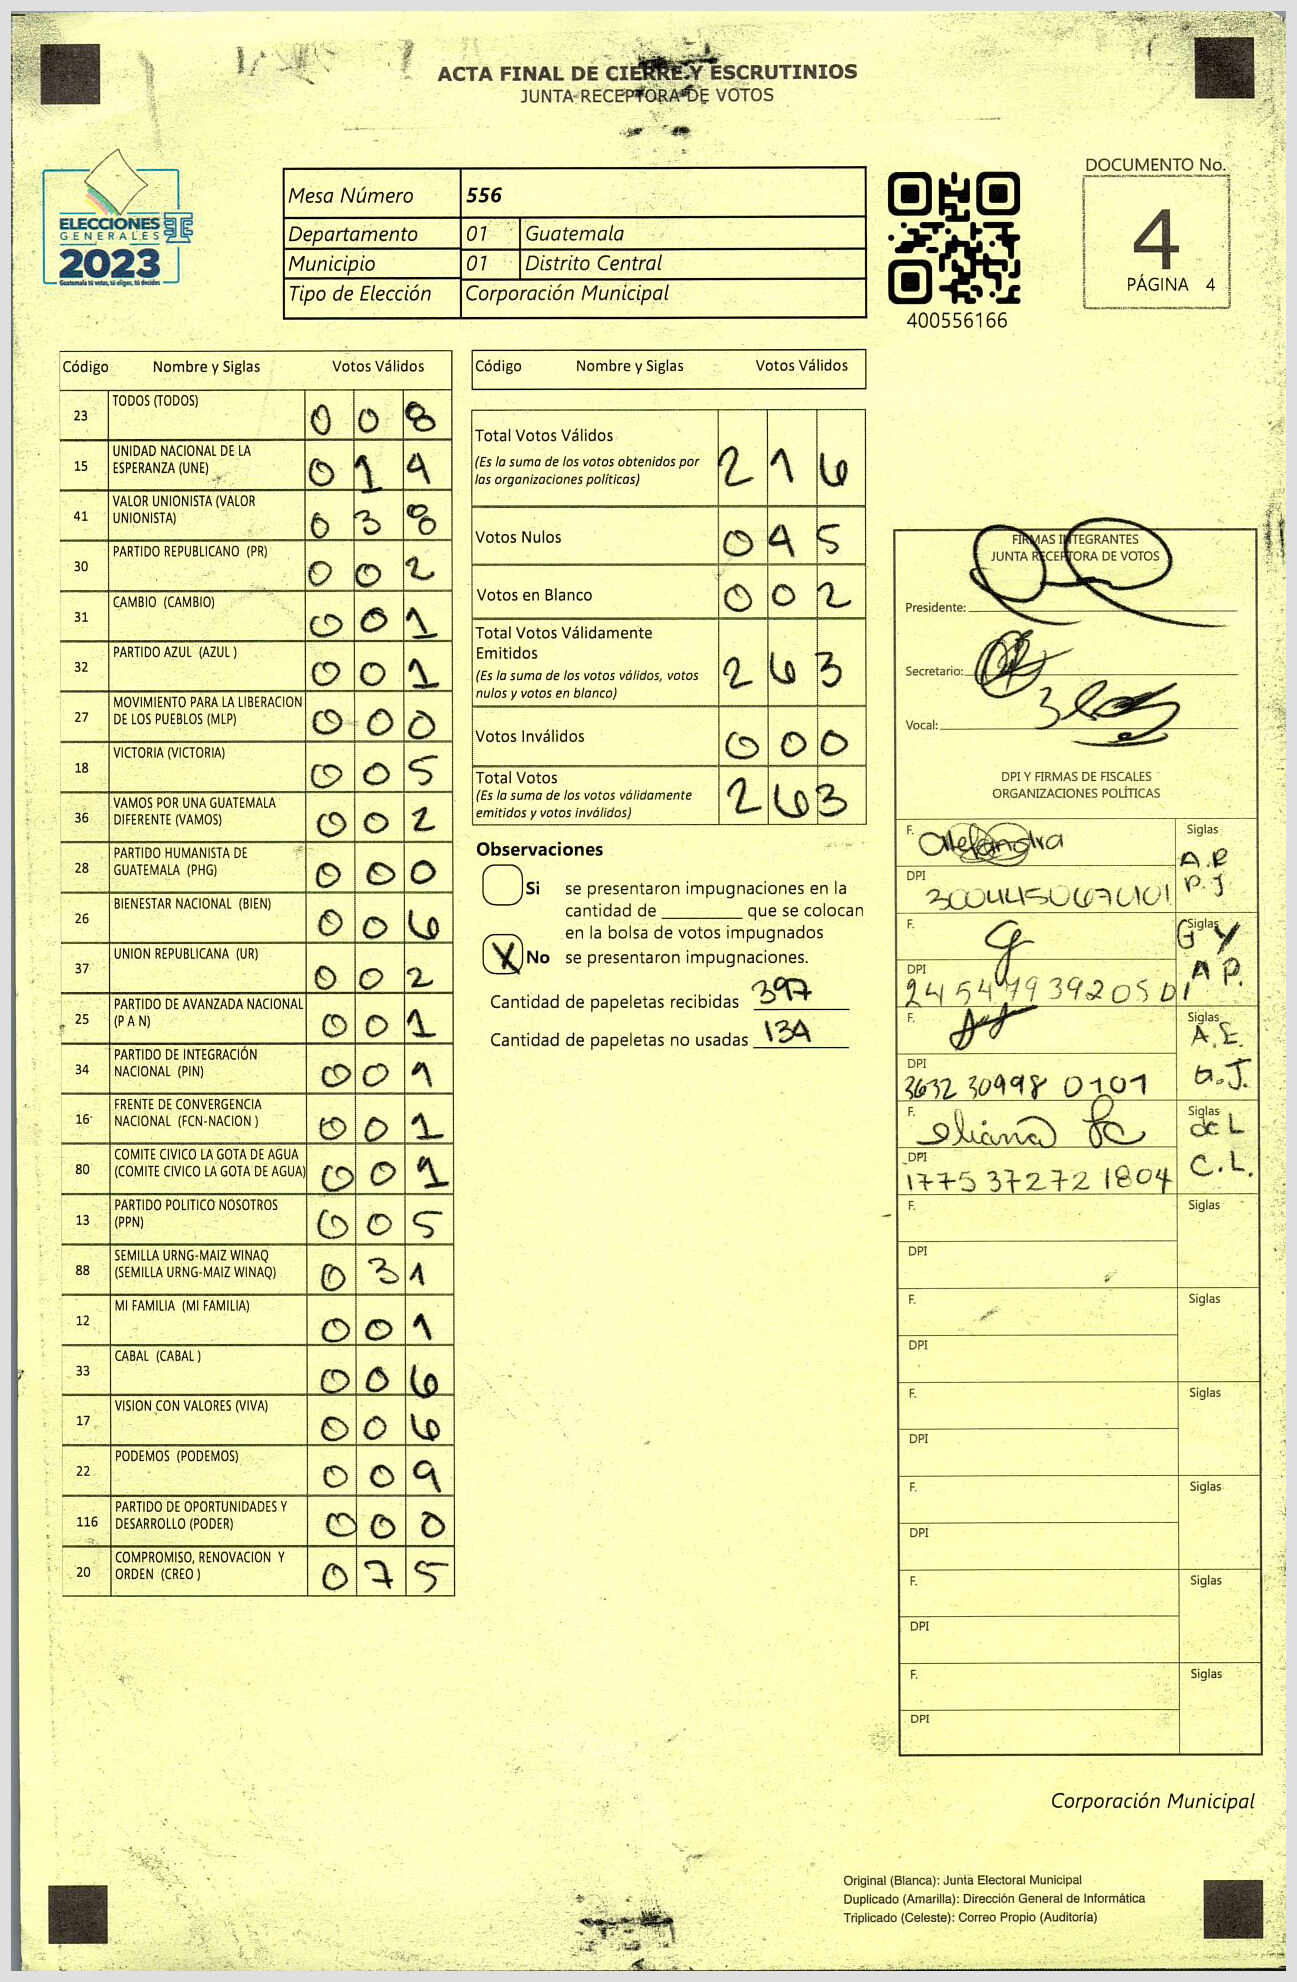 ACTA FINAL DE CIERRE Y ESCRUTINIOS
JUNTA RECEPTORA DE VOTOS
ELECCIONES
GENERALES
2023
Guatemala tú votas, tú eliges, tú decides
Mesa Número 556
Departamento 01 Guatemala
Municipio 01 Distrito Central
Tipo de Elección Corporación Municipal
400556166
DOCUMENTO No.
4
PÁGINA 4
Código Nombre y Siglas Votos Válidos
23 TODOS (TODOS) 0 0 8
15 UNIDAD NACIONAL DE LA ESPERANZA (UNE) 0 1 4
41 VALOR UNIONISTA (VALOR UNIONISTA) 0 3 8
30 PARTIDO REPUBLICANO (PR) 0 0 2
31 CAMBIO (CAMBIO) 0 0 1
32 PARTIDO AZUL (AZUL ) 0 0 1
27 MOVIMIENTO PARA LA LIBERACION DE LOS PUEBLOS (MLP) 0 0 0
18 VICTORIA (VICTORIA) 0 0 5
36 VAMOS POR UNA GUATEMALA DIFERENTE (VAMOS) 0 0 2
28 PARTIDO HUMANISTA DE GUATEMALA (PHG) 0 0 0
26 BIENESTAR NACIONAL (BIEN) 0 0 6
37 UNION REPUBLICANA (UR) 0 0 2
25 PARTIDO DE AVANZADA NACIONAL (P A N) 0 0 1
34 PARTIDO DE INTEGRACIÓN NACIONAL (PIN) 0 0 1
16 FRENTE DE CONVERGENCIA NACIONAL (FCN-NACION ) 0 0 1
80 COMITE CIVICO LA GOTA DE AGUA (COMITE CIVICO LA GOTA DE AGUA) 0 0 1
13 PARTIDO POLITICO NOSOTROS (PPN) 0 0 5
88 SEMILLA URNG-MAIZ WINAQ (SEMILLA URNG-MAIZ WINAQ) 0 3 1
12 MI FAMILIA (MI FAMILIA) 0 0 1
33 CABAL (CABAL ) 0 0 6
17 VISION CON VALORES (VIVA) 0 0 6
22 PODEMOS (PODEMOS) 0 0 9
116 PARTIDO DE OPORTUNIDADES Y DESARROLLO (PODER) 0 0 0
20 COMPROMISO, RENOVACION Y ORDEN (CREO ) 0 7 5
Código Nombre y Siglas Votos Válidos
Total Votos Válidos 2 1 6
(Es la suma de los votos obtenidos por
las organizaciones políticas)
Votos Nulos 0 4 5
Votos en Blanco 0 0 2
Total Votos Válidamente
Emitidos 2 6 3
(Es la suma de los votos válidos, votos
nulos y votos en blanco)
Votos Inválidos 0 0 0
Total Votos 2 6 3
(Es la suma de los votos válidamente
emitidos y votos inválidos)
Observaciones
Si se presentaron impugnaciones en la
cantidad de ________ que se colocan
en la bolsa de votos impugnados
X No se presentaron impugnaciones.
Cantidad de papeletas recibidas 397
Cantidad de papeletas no usadas 134
FIRMAS INTEGRANTES
JUNTA RECEPTORA DE VOTOS
Presidente:
Secretario:
Vocal:
DPI Y FIRMAS DE FISCALES
ORGANIZACIONES POLÍTICAS
F. Alejandra Siglas A.R
DPI 3004450670101 P.J
F. Siglas G Y
DPI 2454793920501 A P.
F. Siglas A.E.
DPI 3632 30998 0101 G.J.
F. eliana Siglas de L
DPI 1775 37272 1804 C.L.
F. Siglas
DPI
F. Siglas
DPI
F. Siglas
DPI
F. Siglas
DPI
F. Siglas
DPI
F. Siglas
DPI
Corporación Municipal
Original (Blanca): Junta Electoral Municipal
Duplicado (Amarilla): Dirección General de Informática
Triplicado (Celeste): Correo Propio (Auditoría)